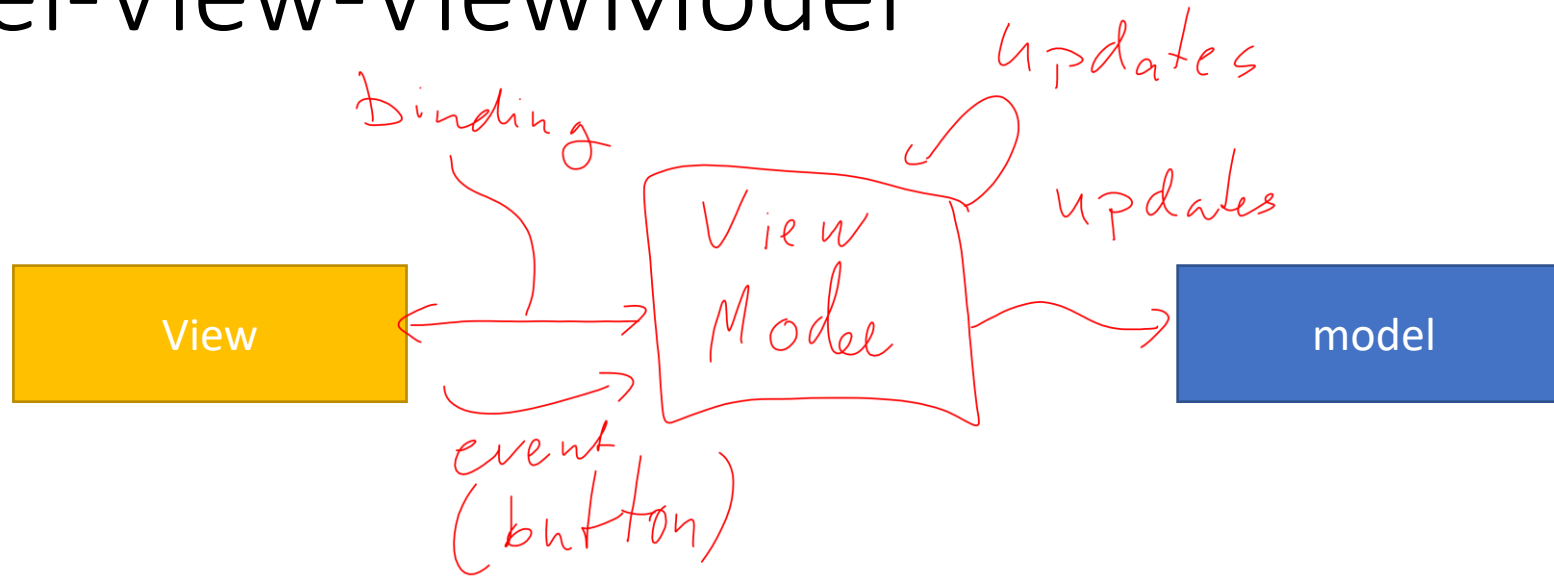 el-View-ViewModel
updates
binding
updates
View
View
Model
model
event
(button)